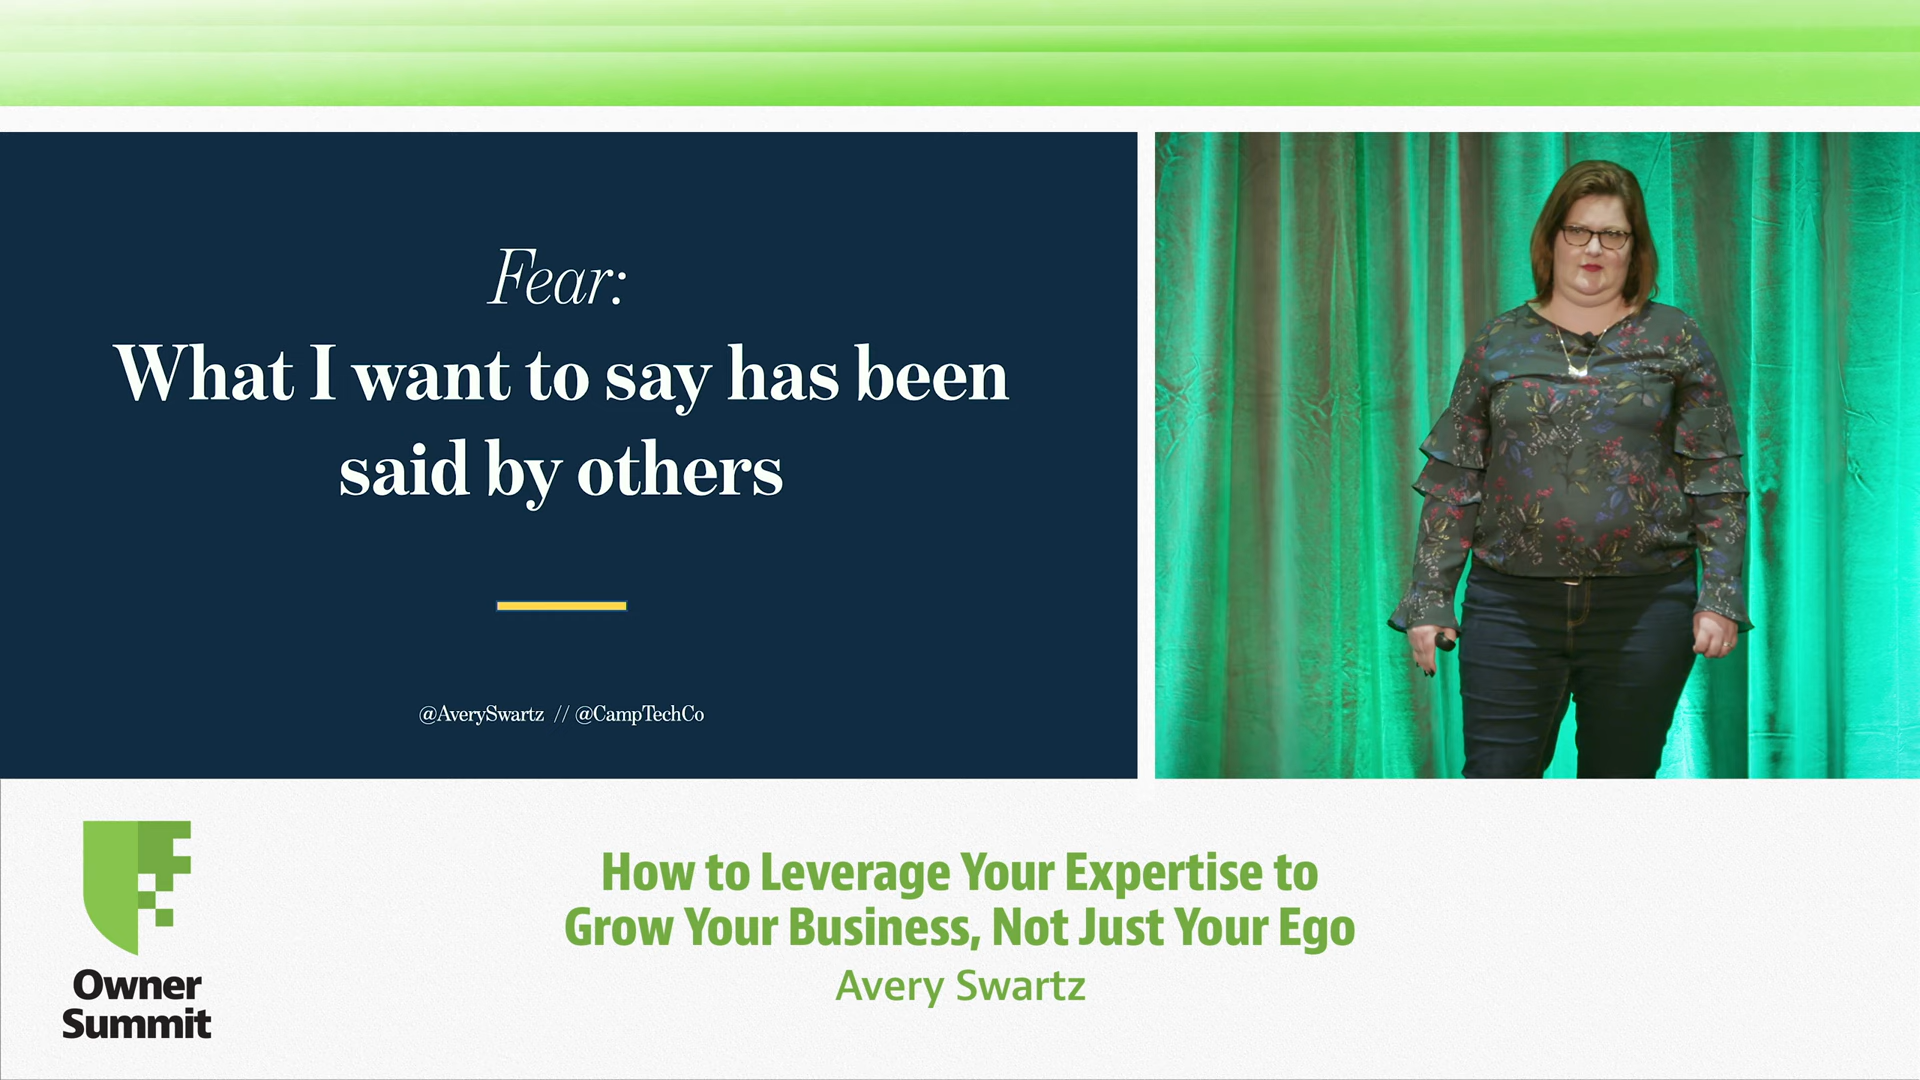 Fear:
What I want to say has been
said by others
@AverySwartz // @CampTechCo
Owner
Summit
How to Leverage Your Expertise to
Grow Your Business, Not Just Your Ego
Avery Swartz